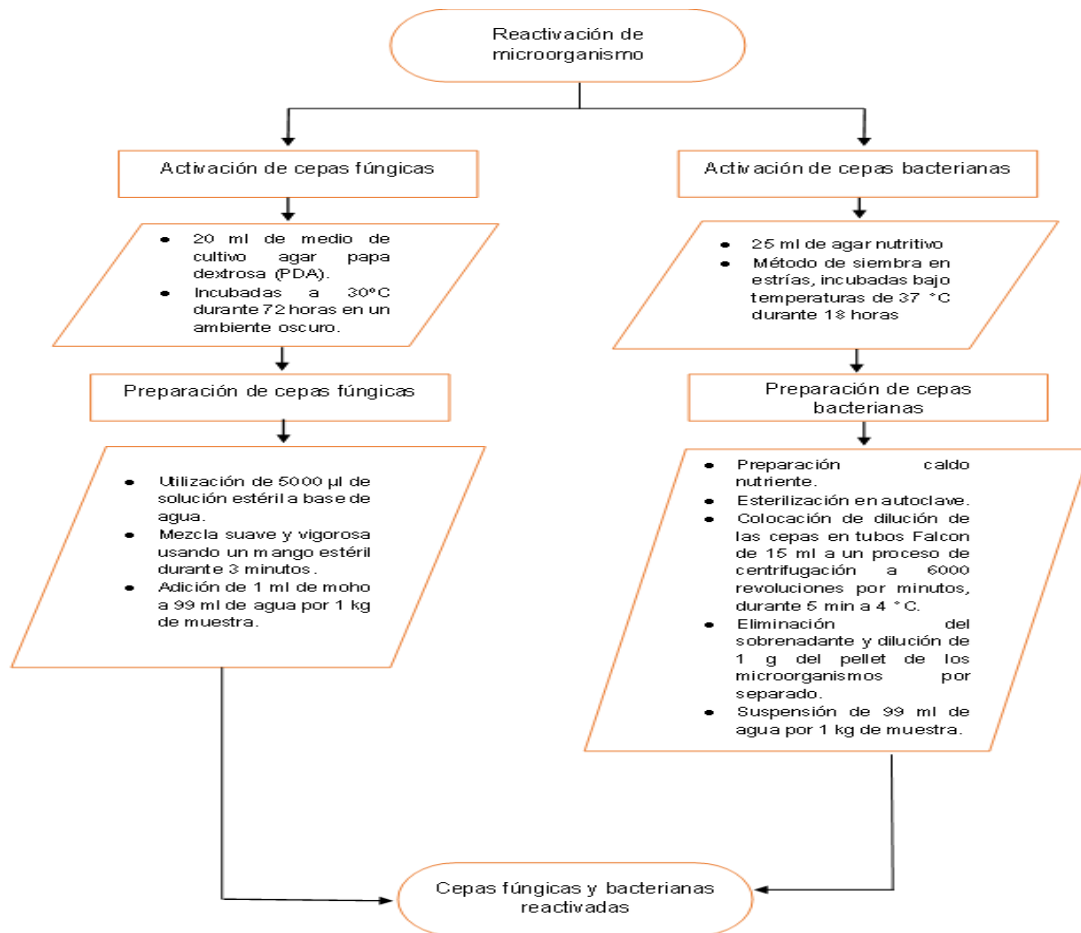 Reactivación de
microorganismo
Activación de cepas fúngicas
● 20 ml de medio de
cultivo agar papa
dextrosa (PDA).
● Incubadas a 30ºC
durante 72 horas en un
ambiente oscuro.
Preparación de cepas fúngicas
● Utilización de 5000 µl de
solución estéril a base de
agua.
● Mezcla suave y vigorosa
usando un mango estéril
durante 3 minutos.
● Adición de 1 ml de moho
a 99 ml de agua por 1 kg
de muestra.
Activación de cepas bacterianas
● 25 ml de agar nutritivo
● Método de siembra en
estrías, incubadas bajo
temperaturas de 37 °C
durante 18 horas
Preparación de cepas
bacterianas
● Preparación caldo
nutriente.
● Esterilización en autoclave.
● Colocación de dilución de
las cepas en tubos Falcon
de 15 ml a un proceso de
centrifugación a 6000
revoluciones por minutos,
durante 5 min a 4 °C.
● Eliminación del
sobrenadante y dilución de
1 g del pellet de los
microorganismos por
separado.
● Suspensión de 99 ml de
agua por 1 kg de muestra.
Cepas fúngicas y bacterianas
reactivadas